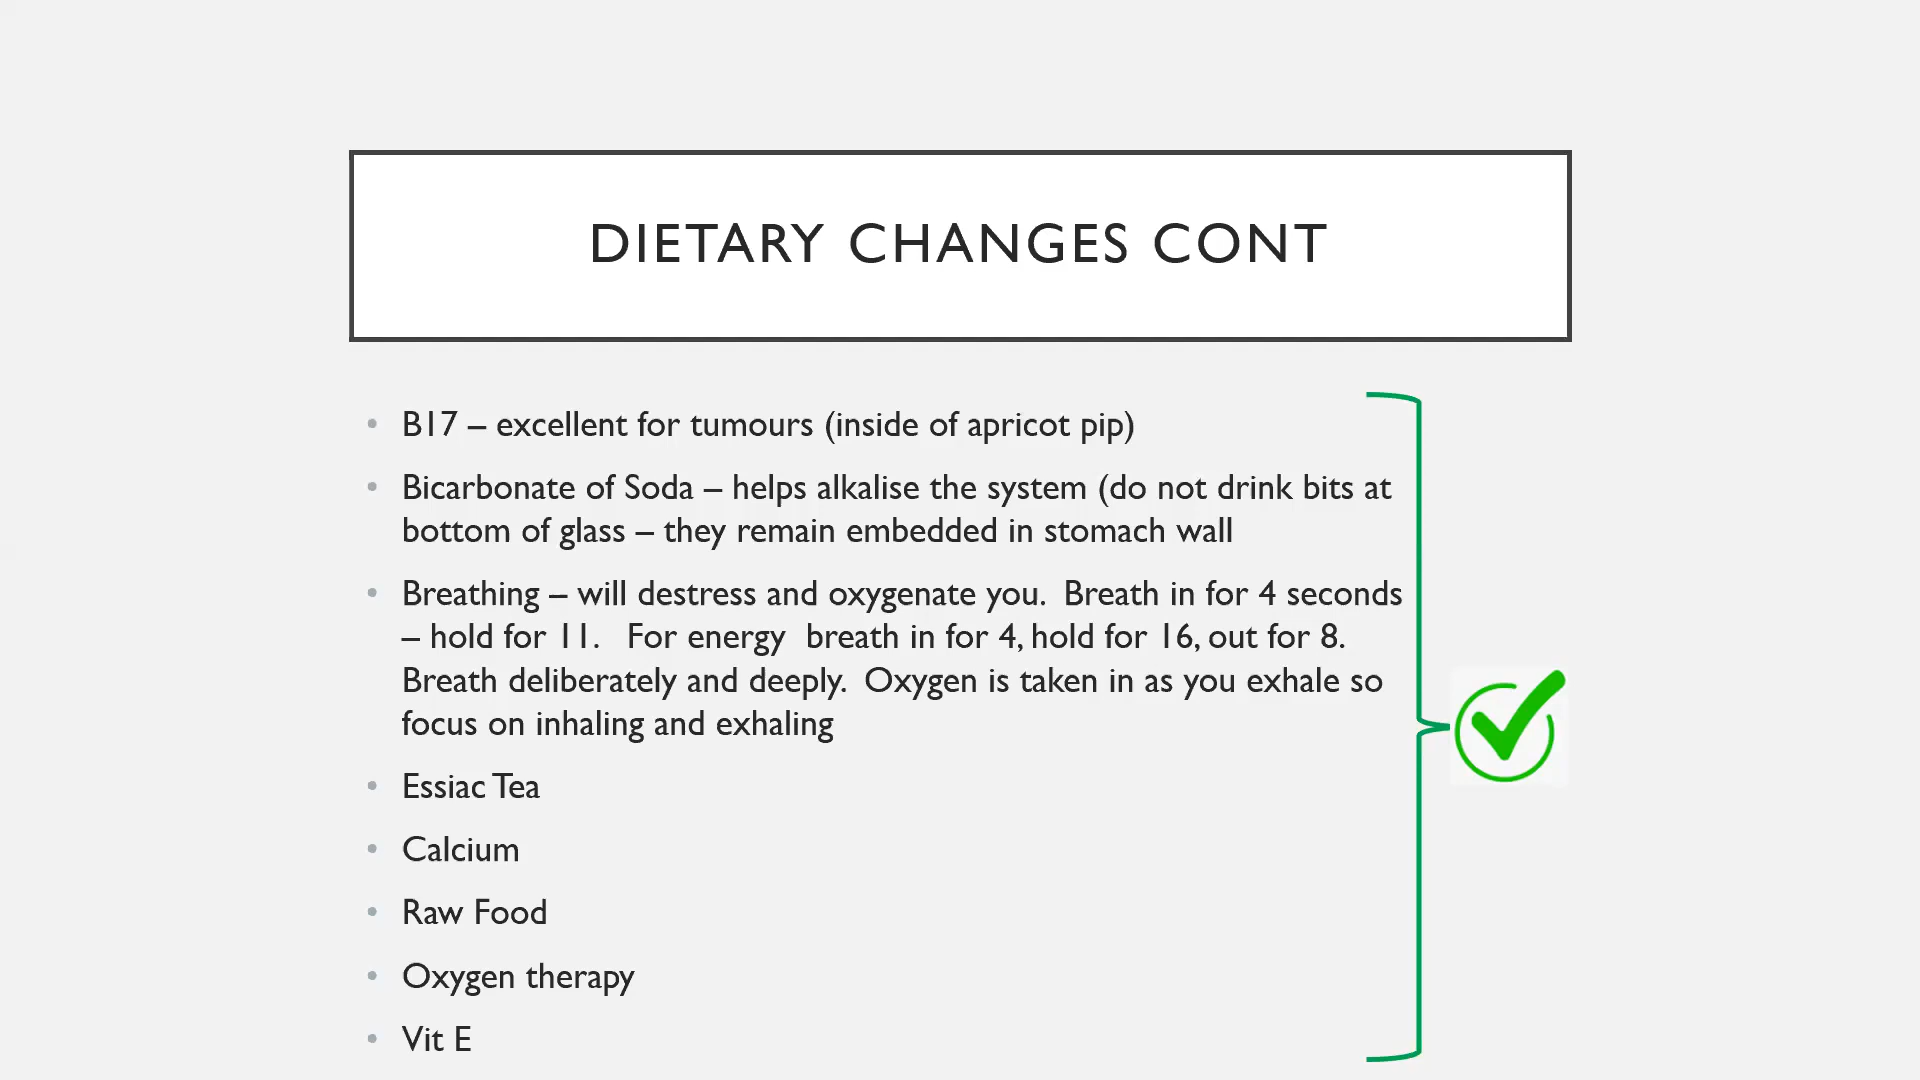 DIETARY CHANGES CONT
• B17 – excellent for tumours (inside of apricot pip)
• Bicarbonate of Soda – helps alkalise the system (do not drink bits at
bottom of glass – they remain embedded in stomach wall
• Breathing – will destress and oxygenate you.  Breath in for 4 seconds
– hold for 11.   For energy  breath in for 4, hold for 16, out for 8.
Breath deliberately and deeply.  Oxygen is taken in as you exhale so
focus on inhaling and exhaling
• Essiac Tea
• Calcium
• Raw Food
• Oxygen therapy
• Vit E